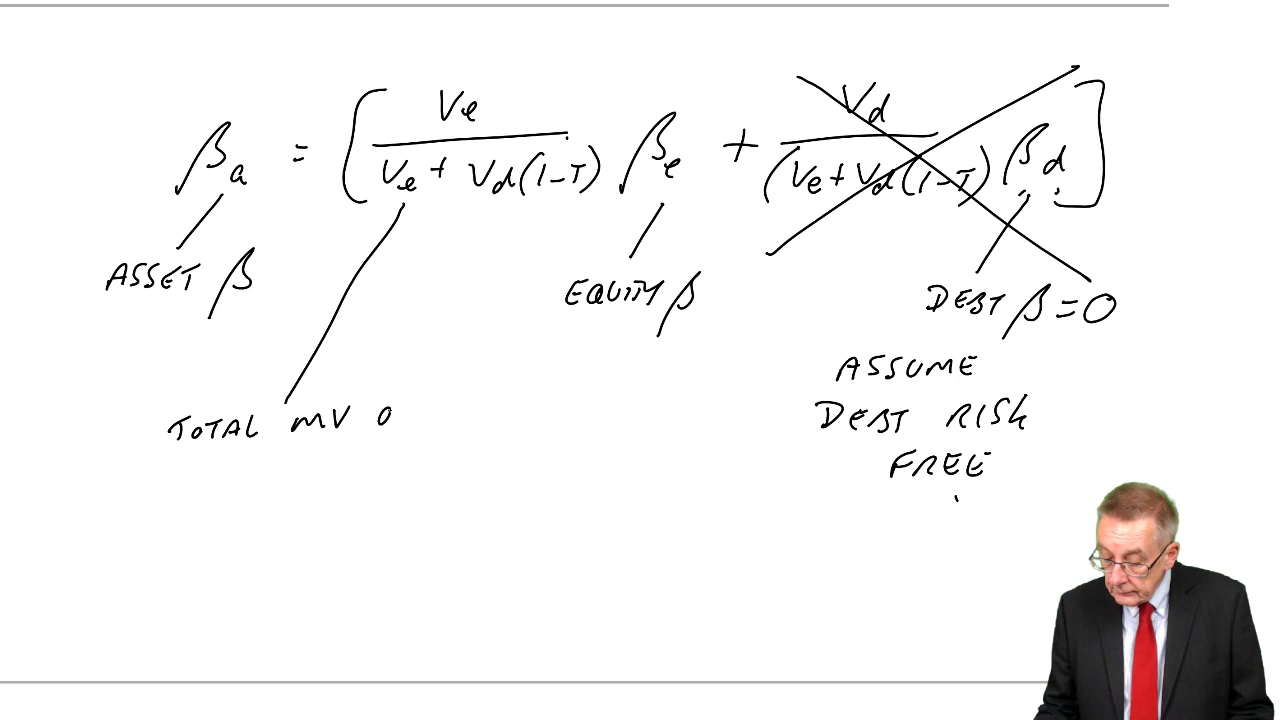 βa = [ Ve / (Ve + Vd(1-T)) βe + Vd / (Ve + Vd(1-T)) βd ]
ASSET β
EQUITY β
DEBT β = 0
ASSUME
DEBT RISK
FREE
TOTAL MV O